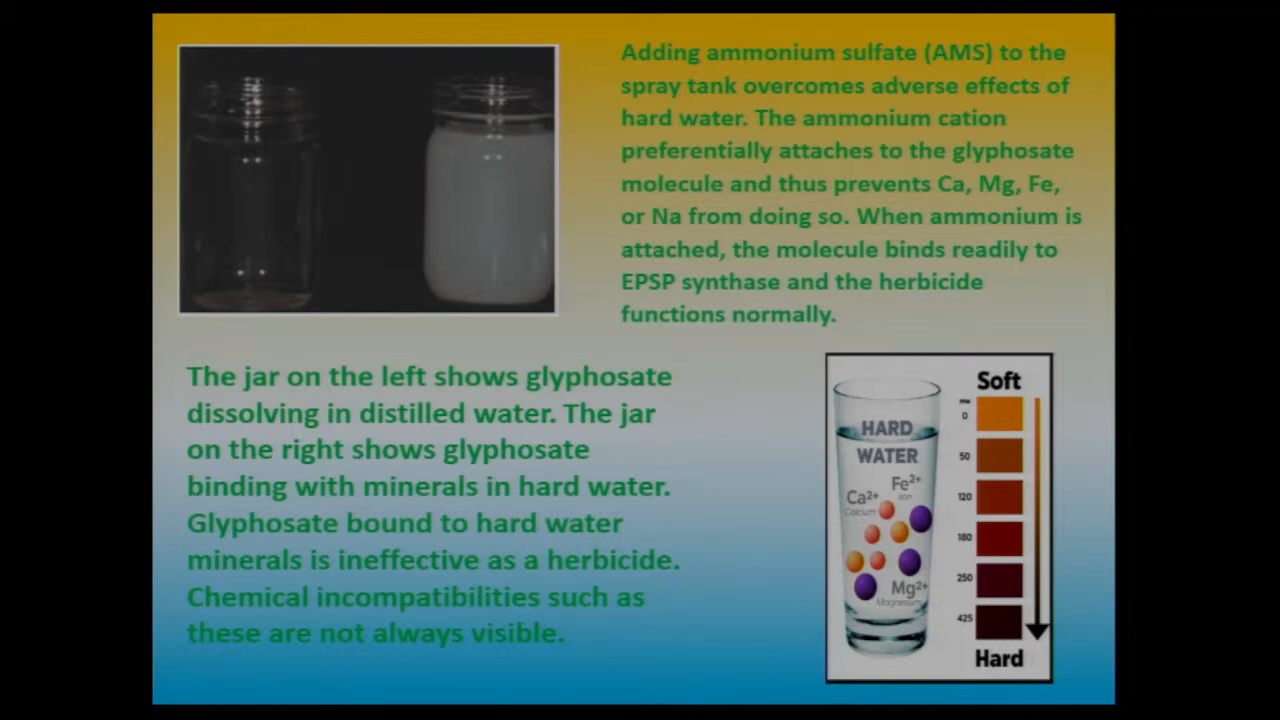 Adding ammonium sulfate (AMS) to the
spray tank overcomes adverse effects of
hard water. The ammonium cation
preferentially attaches to the glyphosate
molecule and thus prevents Ca, Mg, Fe,
or Na from doing so. When ammonium is
attached, the molecule binds readily to
EPSP synthase and the herbicide
functions normally.
The jar on the left shows glyphosate
dissolving in distilled water. The jar
on the right shows glyphosate
binding with minerals in hard water.
Glyphosate bound to hard water
minerals is ineffective as a herbicide.
Chemical incompatibilities such as
these are not always visible.
HARD
WATER
Fe²⁺
Iron
Ca²⁺
Calcium
Mg²⁺
Magnesium
Soft
PPM
0
50
120
180
250
425
Hard